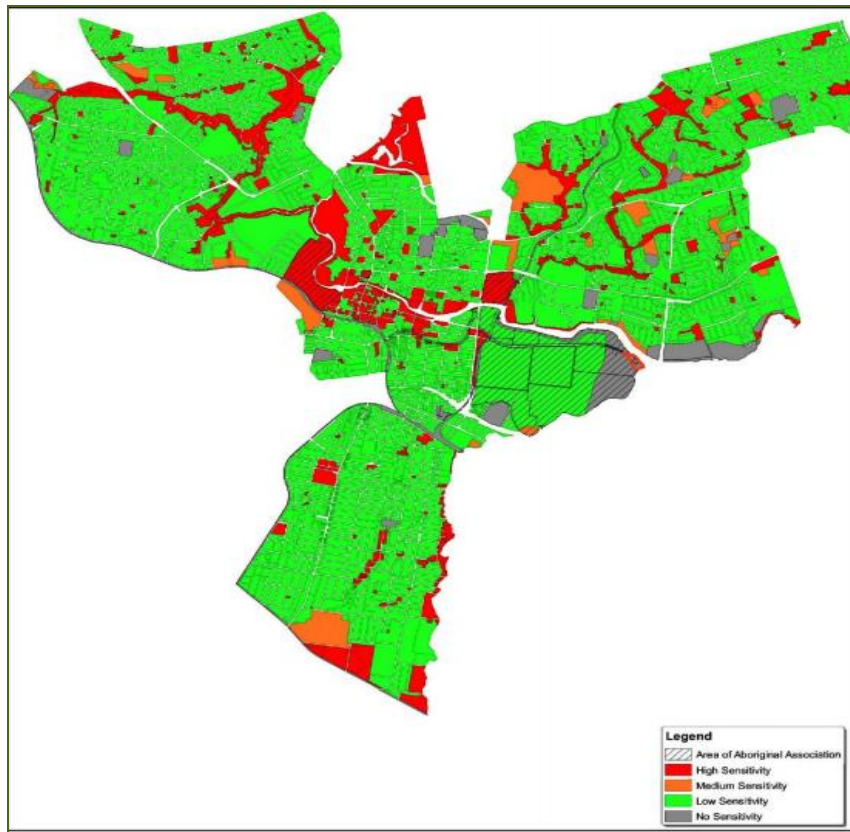 Legend
Area of Aboriginal Association
High Sensitivity
Medium Sensitivity
Low Sensitivity
No Sensitivity